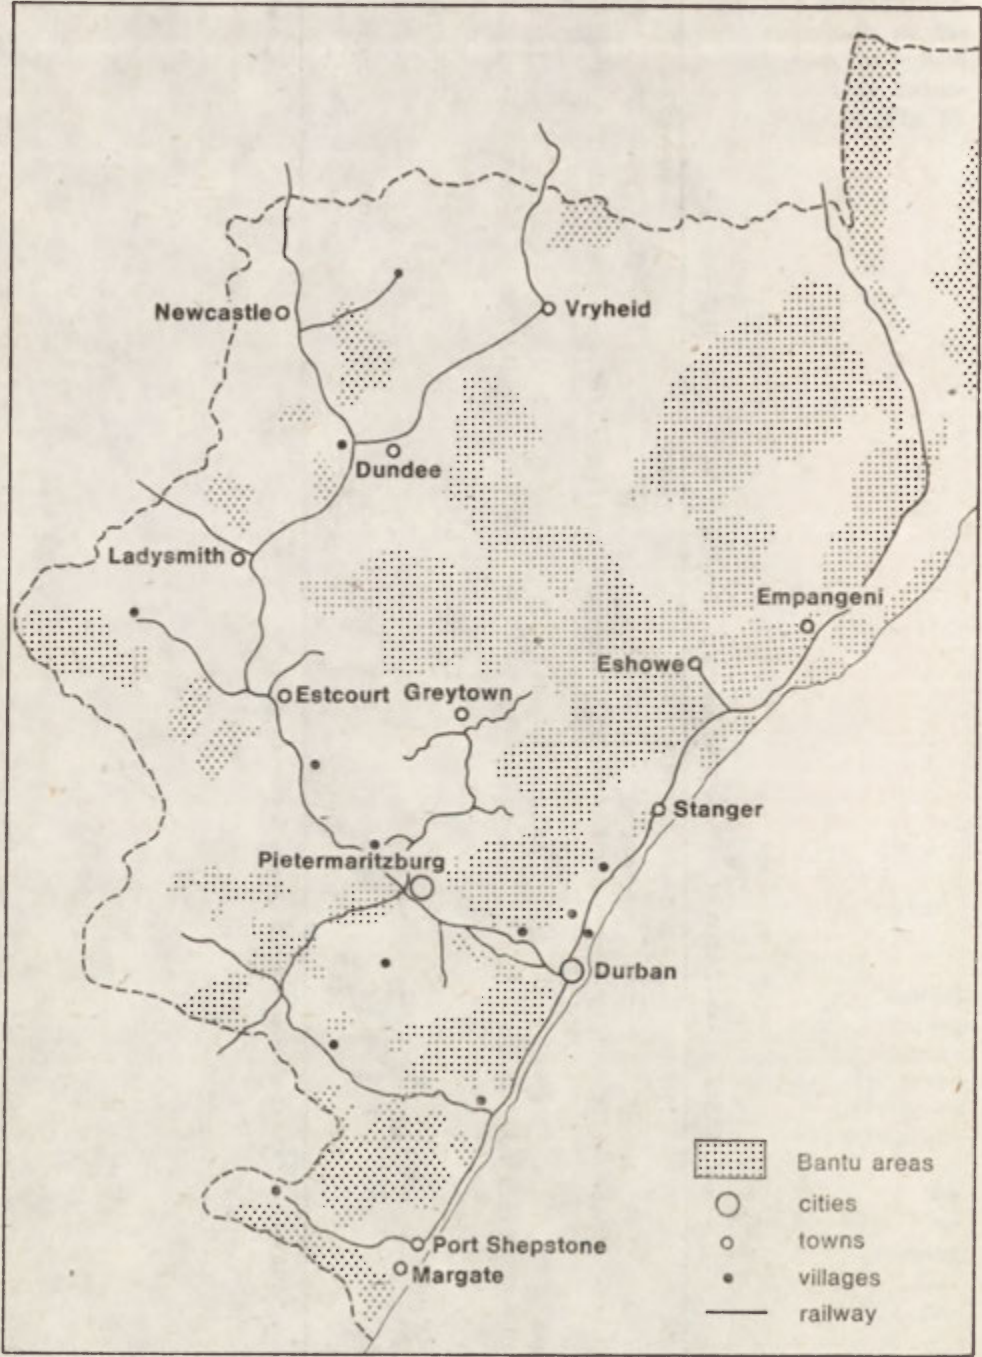 Newcastle
Vryheid
Dundee
Ladysmith
Empangeni
Eshowe
Estcourt
Greytown
Stanger
Pietermaritzburg
Durban
Port Shepstone
Margate
Bantu areas
cities
towns
villages
railway